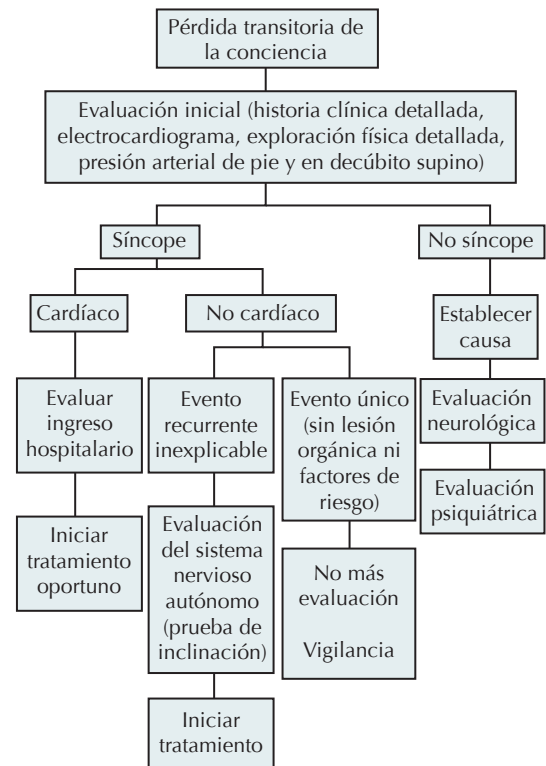 Pérdida transitoria de
la conciencia
Evaluación inicial (historia clínica detallada,
electrocardiograma, exploración física detallada,
presión arterial de pie y en decúbito supino)
Síncope
No síncope
Cardíaco
No cardíaco
Establecer
causa
Evaluar
ingreso
hospitalario
Evento
recurrente
inexplicable
Evento único
(sin lesión
orgánica ni
factores de
riesgo)
Evaluación
neurológica
Evaluación
psiquiátrica
Iniciar
tratamiento
oportuno
Evaluación
del sistema
nervioso
autónomo
(prueba de
inclinación)
No más
evaluación
Vigilancia
Iniciar
tratamiento